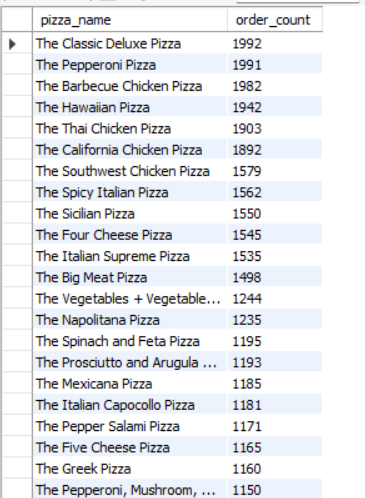 pizza_name order_count
The Classic Deluxe Pizza 1992
The Pepperoni Pizza 1991
The Barbecue Chicken Pizza 1982
The Hawaiian Pizza 1942
The Thai Chicken Pizza 1903
The California Chicken Pizza 1892
The Southwest Chicken Pizza 1579
The Spicy Italian Pizza 1562
The Sicilian Pizza 1550
The Four Cheese Pizza 1545
The Italian Supreme Pizza 1535
The Big Meat Pizza 1498
The Vegetables + Vegetable... 1244
The Napolitana Pizza 1235
The Spinach and Feta Pizza 1195
The Prosciutto and Arugula ... 1193
The Mexicana Pizza 1185
The Italian Capocollo Pizza 1181
The Pepper Salami Pizza 1171
The Five Cheese Pizza 1165
The Greek Pizza 1160
The Pepperoni, Mushroom, ... 1150